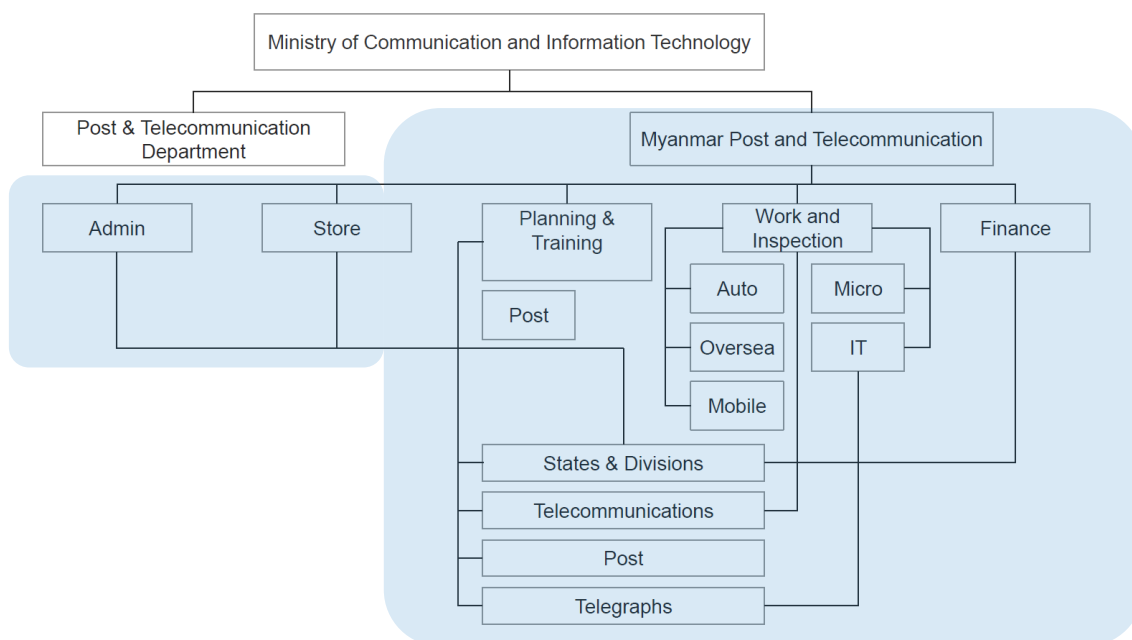 Ministry of Communication and Information Technology
Post & Telecommunication
Department
Myanmar Post and Telecommunication
Admin
Store
Planning &
Training
Work and
Inspection
Finance
Post
Auto
Micro
Oversea
IT
Mobile
States & Divisions
Telecommunications
Post
Telegraphs